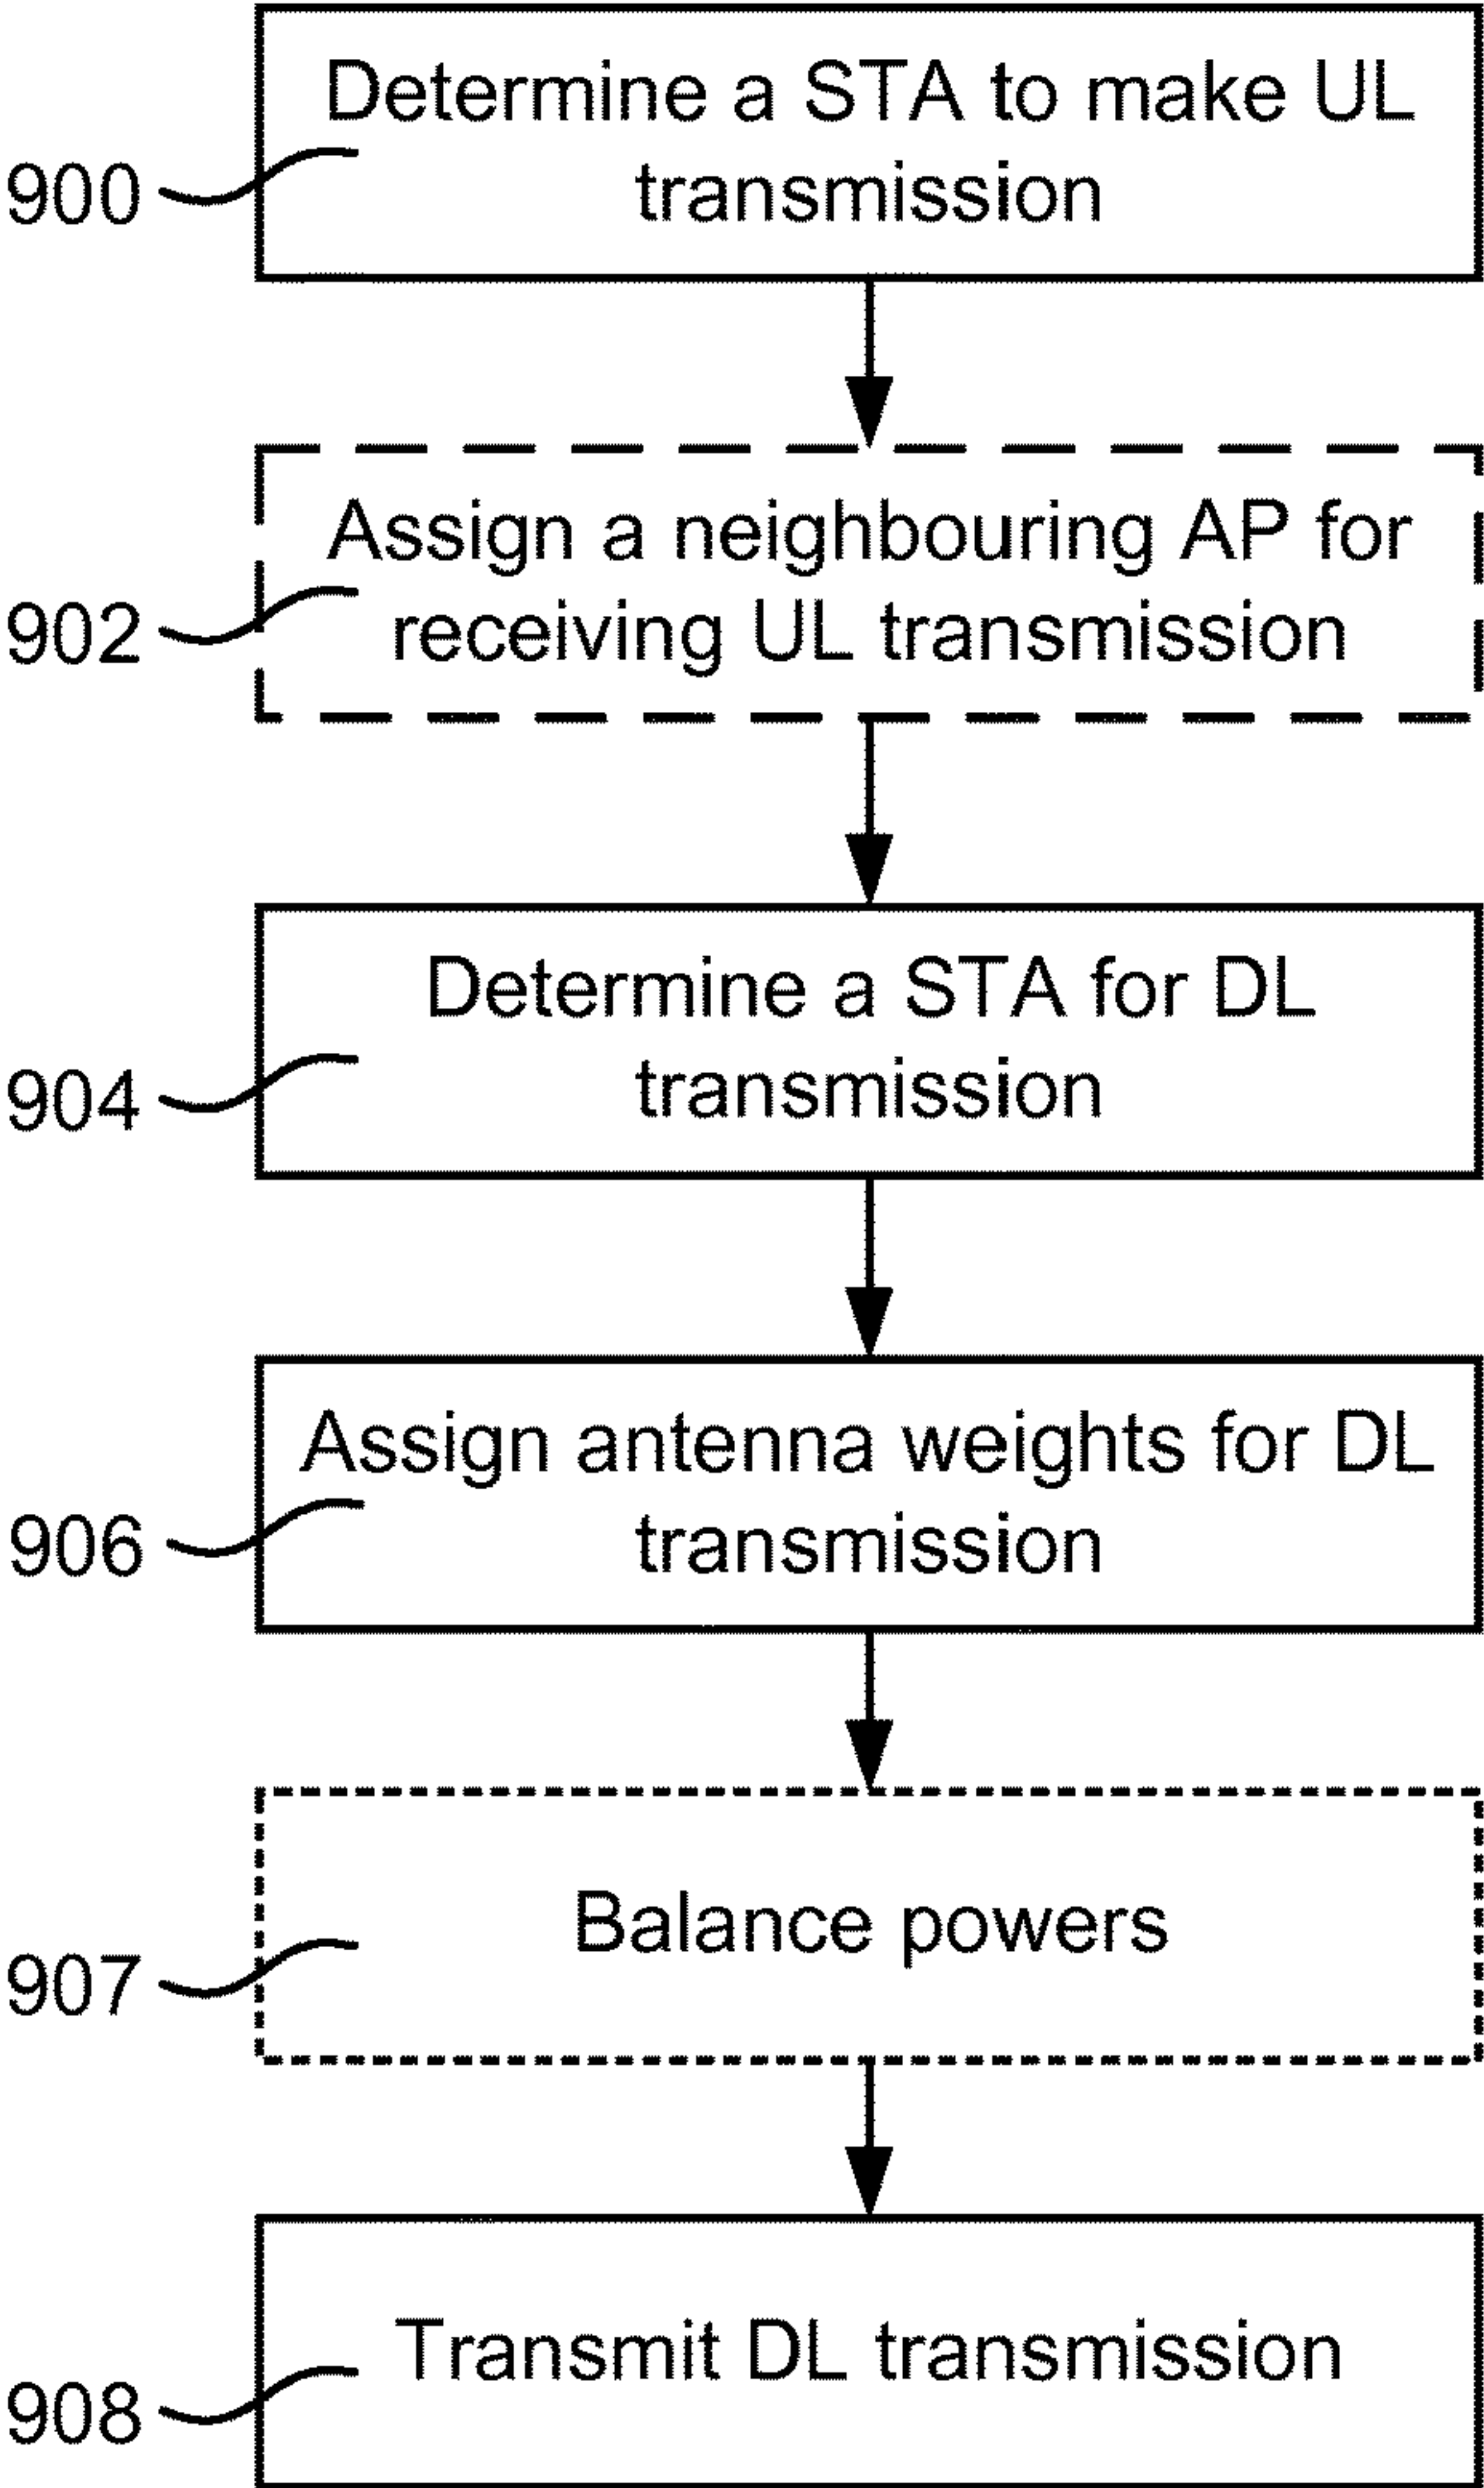 Determine a STA to make UL
transmission
900
Assign a neighbouring AP for
receiving UL transmission
902
Determine a STA for DL
transmission
904
Assign antenna weights for DL
transmission
906
Balance powers
907
Transmit DL transmission
908